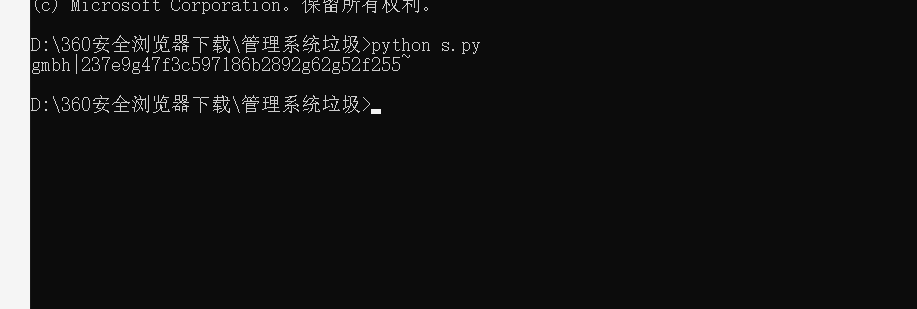 (c) Microsoft Corporation。保留所有权利。
D:\360安全浏览器下载\管理系统垃圾>python s.py
gmbh|237e9g47f3c597186b2892g62g52f255~
D:\360安全浏览器下载\管理系统垃圾>